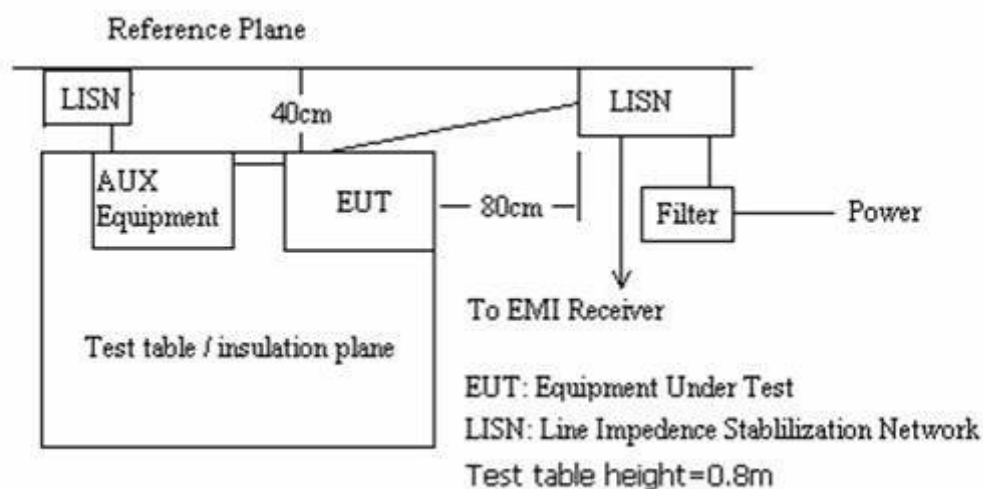 Reference Plane
LISN
40cm
LISN
AUX
Equipment
EUT
80cm
Filter
Power
To EMI Receiver
Test table / insulation plane
EUT: Equipment Under Test
LISN: Line Impedence Stablilization Network
Test table height=0.8m